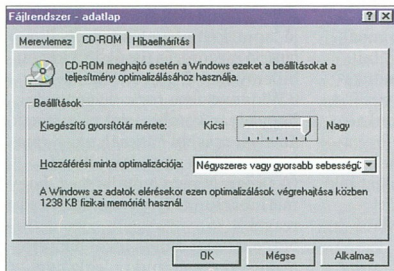 Fájlrendszer - adatlap
Merevlemez CD-ROM Hibaelhárítás
CD-ROM meghajtó esetén a Windows ezeket a beállításokat a
teljesítmény optimalizálásához használja.
Beállítások
Kiegészítő gyorsítótár mérete: Kicsi Nagy
Hozzáférési minta optimalizációja: Négyszeres vagy gyorsabb sebességű
A Windows az adatok elérésekor ezen optimalizálások végrehajtása közben
1238 KB fizikai memóriát használ.
OK Mégse Alkalmaz